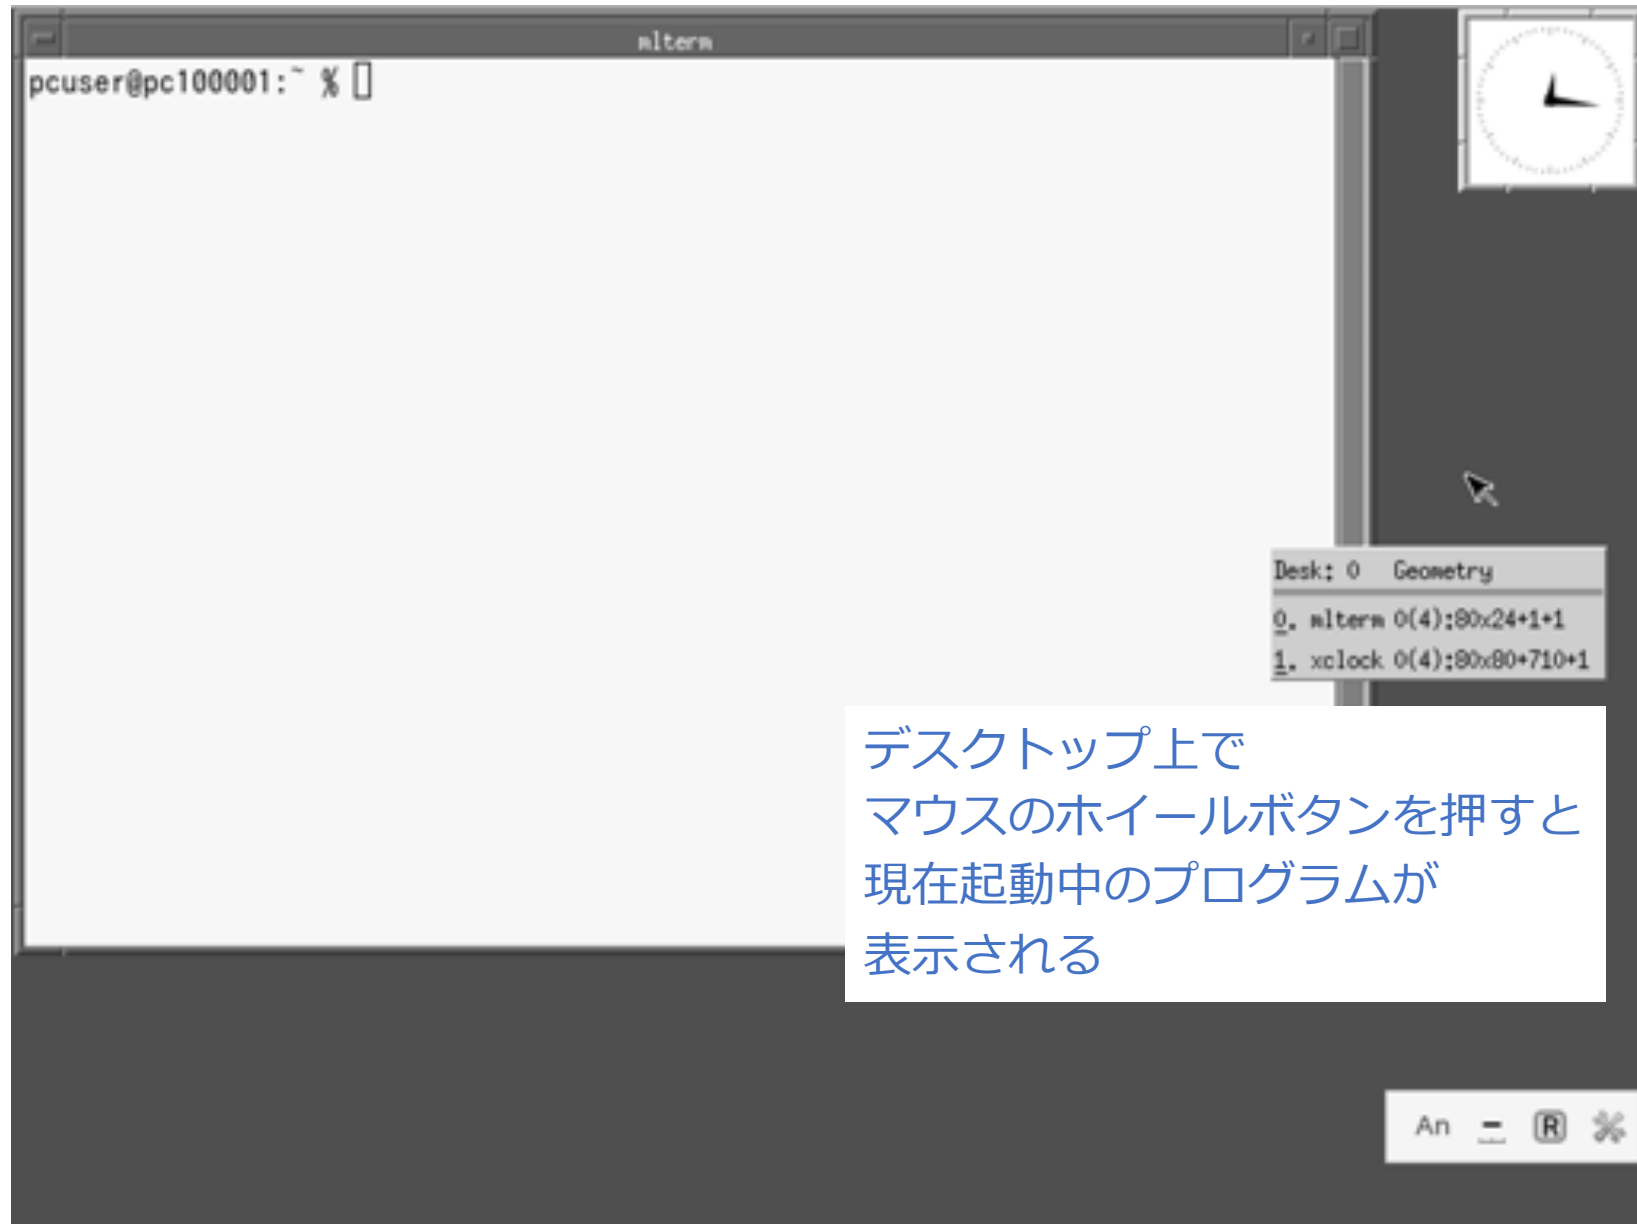 mlterm
pcuser@pc100001:~ %
Desk: 0 Geometry
0. mlterm 0(4):80x24+1+1
1. xclock 0(4):80x80+710+1
デスクトップ上で
マウスのホイールボタンを押すと
現在起動中のプログラムが
表示される
An - R